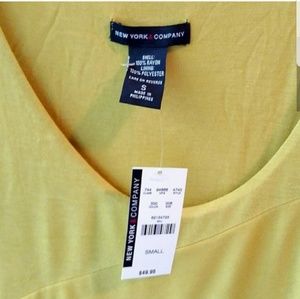 NEW YORK & COMPANY
SHELL:
100% RAYON
LINING
100% POLYESTER
CARE ON REVERSE
S
MADE IN
PHILIPPINES
NEW YORK & COMPANY
SMALL
$49.95